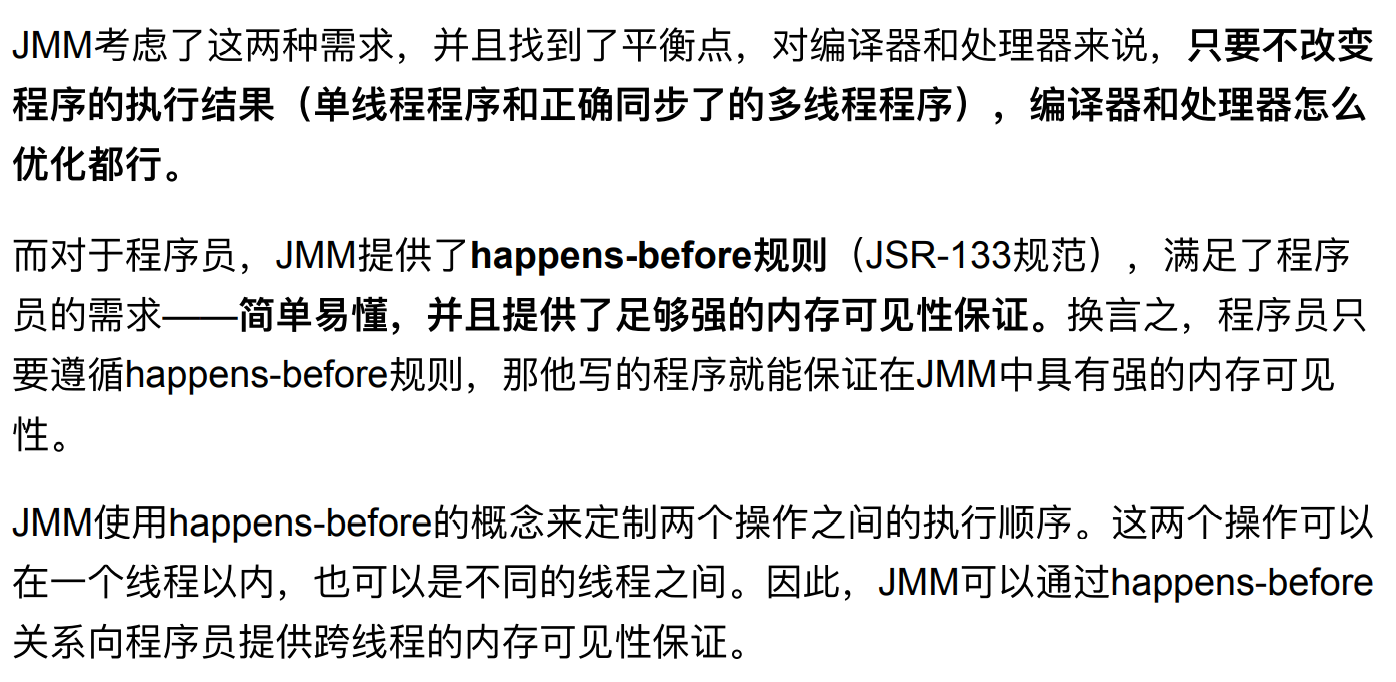 JMM考虑了这两种需求，并且找到了平衡点，对编译器和处理器来说，只要不改变
程序的执行结果（单线程程序和正确同步了的多线程程序），编译器和处理器怎么
优化都行。
而对于程序员，JMM提供了happens-before规则（JSR-133规范），满足了程序
员的需求——简单易懂，并且提供了足够强的内存可见性保证。换言之，程序员只
要遵循happens-before规则，那他写的程序就能保证在JMM中具有强的内存可见
性。
JMM使用happens-before的概念来定制两个操作之间的执行顺序。这两个操作可以
在一个线程以内，也可以是不同的线程之间。因此，JMM可以通过happens-before
关系向程序员提供跨线程的内存可见性保证。